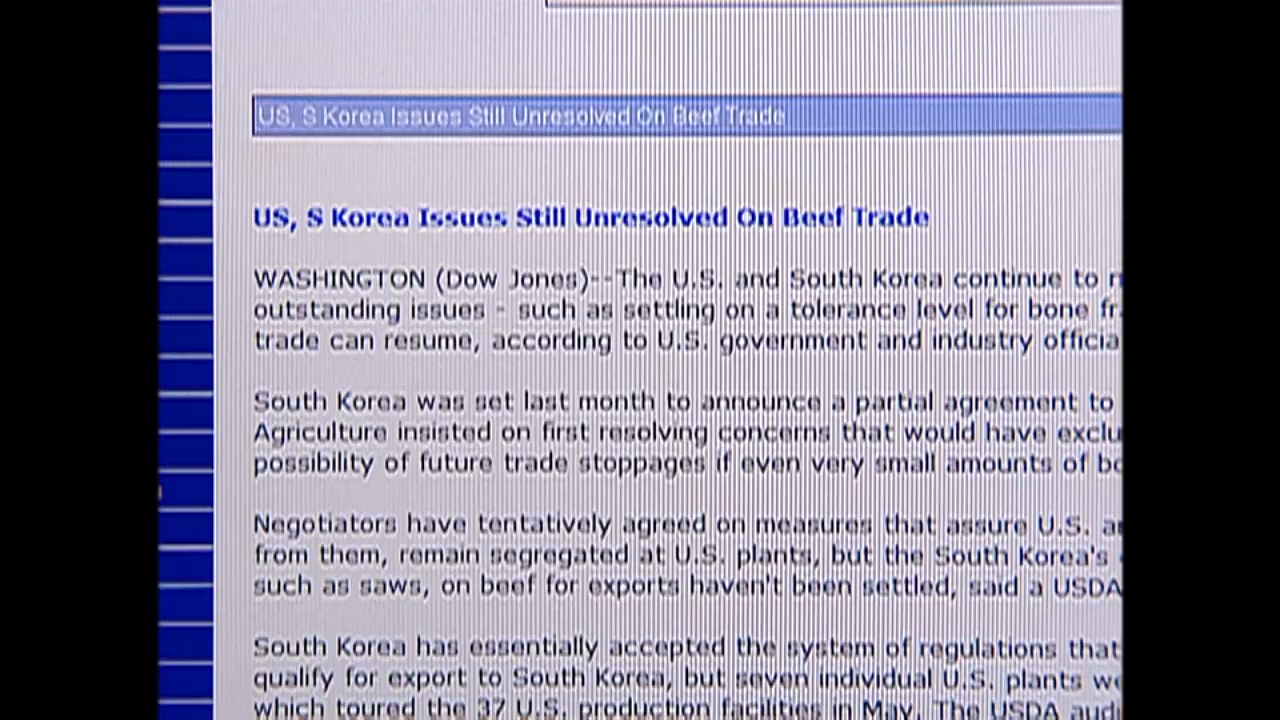 US, S Korea Issues Still Unresolved On Beef Trade
US, S Korea Issues Still Unresolved On Beef Trade
WASHINGTON (Dow Jones)--The U.S. and South Korea continue to
outstanding issues - such as settling on a tolerance level for bone
trade can resume, according to U.S. government and industry
South Korea was set last month to announce a partial agreement to
Agriculture insisted on first resolving concerns that would have
possibility of future trade stoppages if even very small amounts of
Negotiators have tentatively agreed on measures that assure U.S.
from them, remain segregated at U.S. plants, but the South Korea's
such as saws, on beef for exports haven't been settled, said a USDA
South Korea has essentially accepted the system of regulations that
qualify for export to South Korea, but seven individual U.S. plants
which toured the 37 U.S. production facilities in May. The USDA